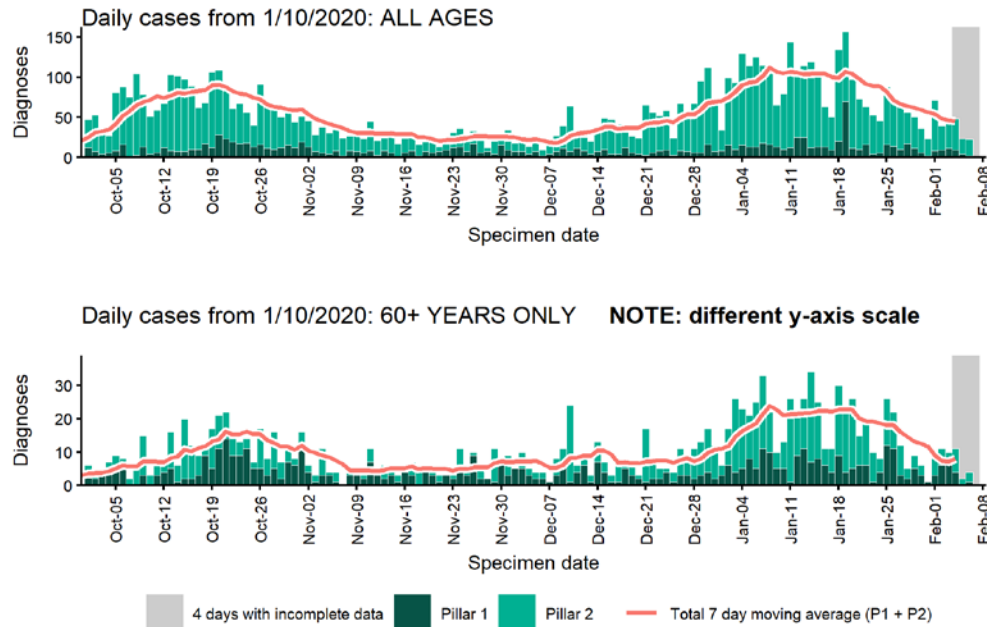 Daily cases from 1/10/2020: ALL AGES
150
100
50
0
Diagnoses
Oct-05
Oct-12
Oct-19
Oct-26
Nov-02
Nov-09
Nov-16
Nov-23
Nov-30
Dec-07
Dec-14
Dec-21
Dec-28
Jan-04
Jan-11
Jan-18
Jan-25
Feb-01
Feb-08
Specimen date
Daily cases from 1/10/2020: 60+ YEARS ONLY NOTE: different y-axis scale
30
20
10
0
Diagnoses
Oct-05
Oct-12
Oct-19
Oct-26
Nov-02
Nov-09
Nov-16
Nov-23
Nov-30
Dec-07
Dec-14
Dec-21
Dec-28
Jan-04
Jan-11
Jan-18
Jan-25
Feb-01
Feb-08
Specimen date
4 days with incomplete data Pillar 1 Pillar 2 Total 7 day moving average (P1 + P2)